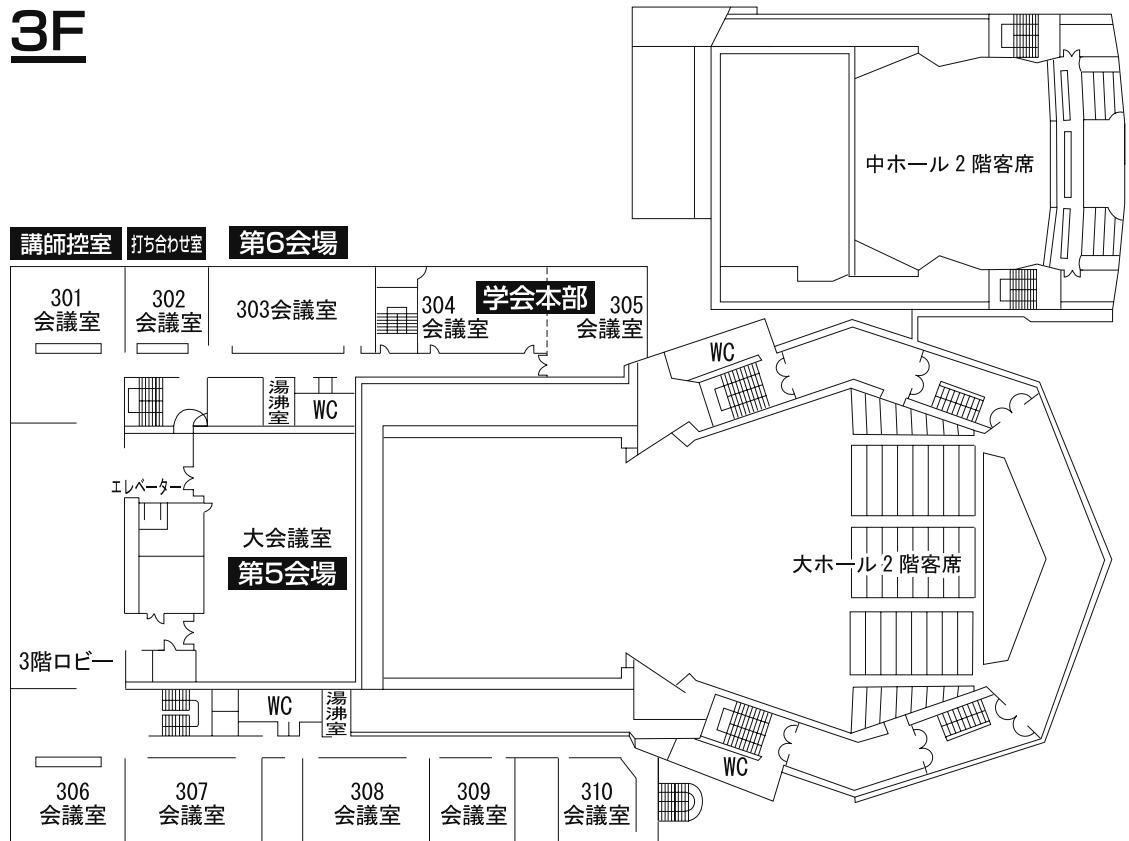 3F
中ホール 2 階客席
講師控室
打ち合わせ室
第6会場
301
会議室
302
会議室
303会議室
304
会議室
学会本部
305
会議室
湯沸室
WC
WC
エレベーター
大会議室
第5会場
大ホール 2 階客席
3階ロビー
WC
湯沸室
WC
306
会議室
307
会議室
308
会議室
309
会議室
310
会議室